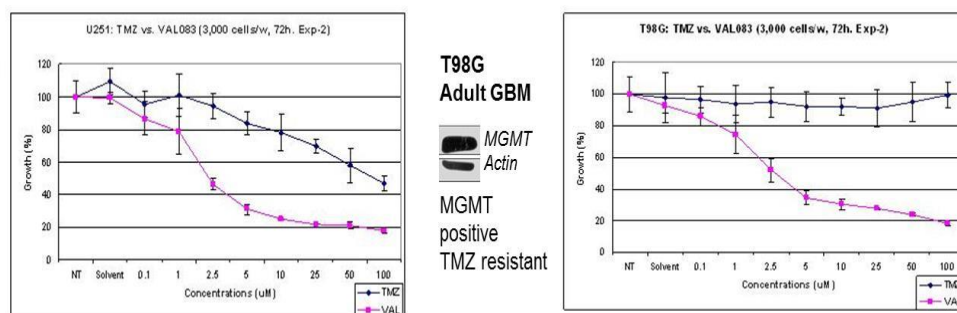 U251: TMZ vs. VAL083 (3,000 cells/w, 72h. Exp-2)
Growth (%)
120
100
80
60
40
20
0
NT Solvent 0.1 1 2.5 5 10 25 50 100
Concentrations (uM)
TMZ
VAL
T98G
Adult GBM
MGMT
Actin
MGMT
positive
TMZ resistant
T98G: TMZ vs. VAL083 (3,000 cells/w, 72h. Exp-2)
Growth (%)
120
100
80
60
40
20
0
NT Solvent 0.1 1 2.5 5 10 25 50 100
Concentrations (uM)
TMZ